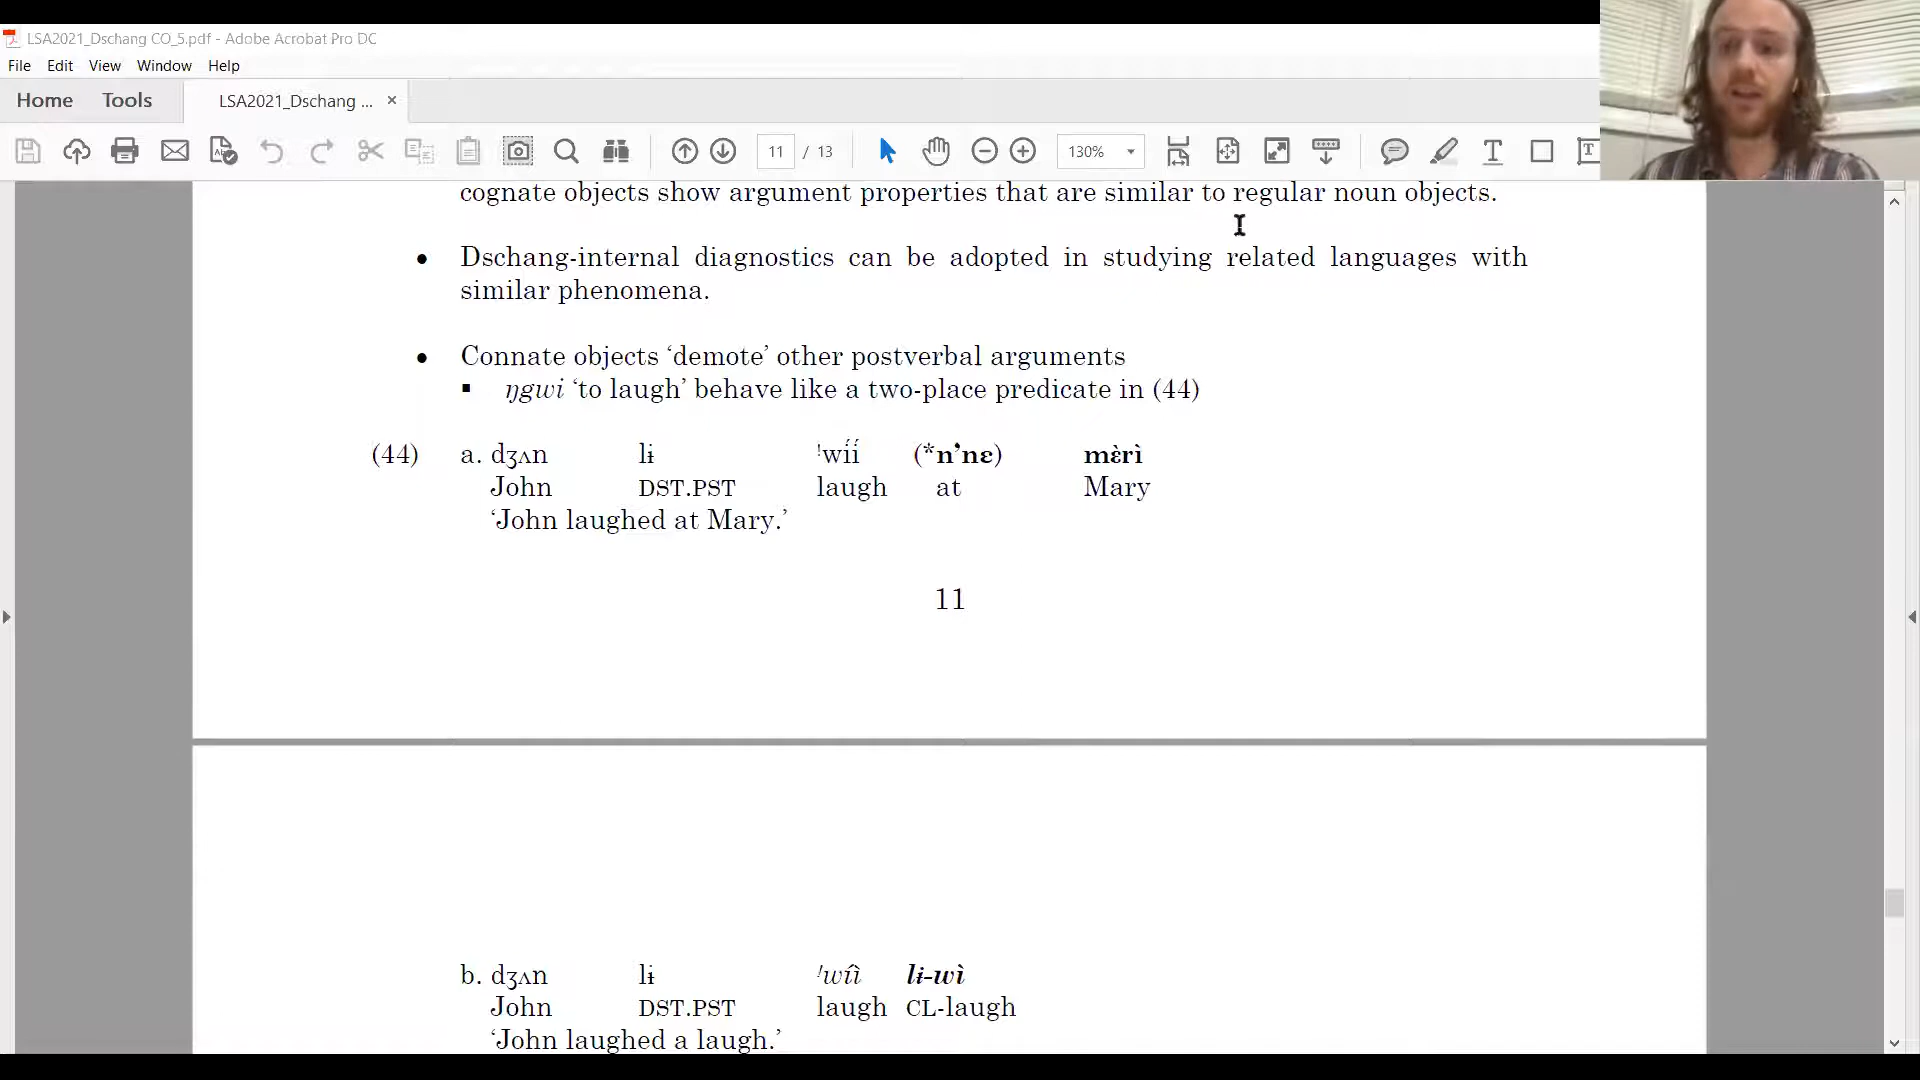 LSA2021_Dschang CO_5.pdf - Adobe Acrobat Pro DC
File Edit View Window Help
Home Tools LSA2021_Dschang ... ×
11 / 13 130%
cognate objects show argument properties that are similar to regular noun objects.
• Dschang-internal diagnostics can be adopted in studying related languages with
similar phenomena.
• Connate objects ‘demote’ other postverbal arguments
▪ ŋgwi ‘to laugh’ behave like a two-place predicate in (44)
(44) a. dʒʌn lɨ ꜝwíí (*n’nɛ) mɛ̀rì
John DST.PST laugh at Mary
‘John laughed at Mary.’
11
b. dʒʌn lɨ ꜝwíì lɨ-wì
John DST.PST laugh CL-laugh
‘John laughed a laugh.’